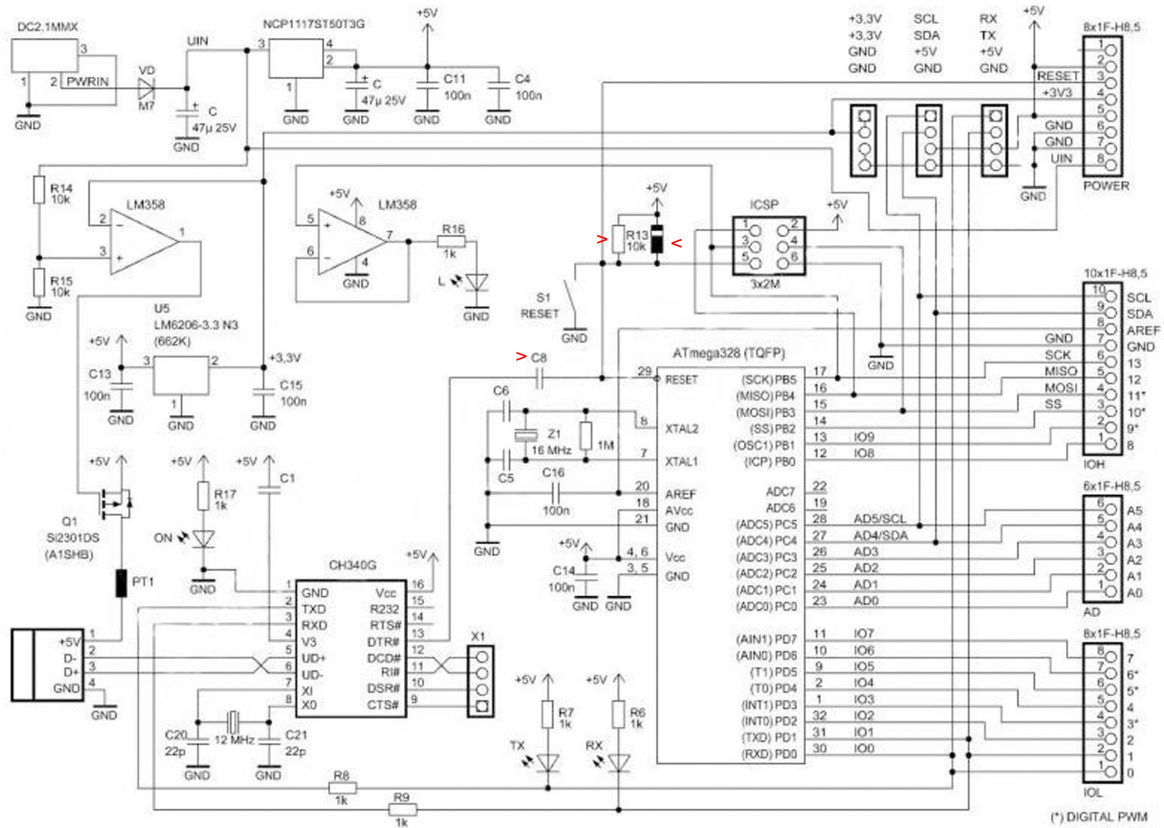 DC2,1MMX
3
1
2
PWRIN
GND
VD
M7
UIN
C
47µ 25V
GND
NCP1117ST50T3G
3
4
2
1
GND
+5V
C
47µ 25V
GND
C11
100n
GND
C4
100n
GND
+3,3V SCL RX
+3,3V SDA TX
GND +5V +5V
GND GND GND
+5V
8x1F-H8,5
1
2
RESET 3
+3V3 4
5
GND 6
GND 7
UIN 8
GND
POWER
R14
10k
R15
10k
GND
LM358
2
3
1
+5V
LM358
5
6
8
7
4
GND
R16
1k
L
GND
+5V
> R13 <
10k
S1
RESET
GND
ICSP
+5V
1 2
3 4
5 6
3x2M
GND
U5
LM6206-3.3 N3
(662K)
+5V
3
2
1
+3,3V
C13
100n
GND
GND
C15
100n
GND
> C8
10x1F-H8,5
10 SCL
9 SDA
8 AREF
GND 7 GND
SCK 6 13
MISO 5 12
MOSI 4 11*
SS 3 10*
2 9*
1 8
IOH
ATmega328 (TQFP)
29 RESET
8 XTAL2
7 XTAL1
20 AREF
18 AVcc
21 GND
4, 6 Vcc
3, 5 GND
(SCK) PB5 17
(MISO) PB4 16
(MOSI) PB3 15
(SS) PB2 14
(OSC1) PB1 13 IO9
(ICP) PB0 12 IO8
ADC7 22
ADC6 19
(ADC5) PC5 28 AD5/SCL
(ADC4) PC4 27 AD4/SDA
(ADC3) PC3 26 AD3
(ADC2) PC2 25 AD2
(ADC1) PC1 24 AD1
(ADC0) PC0 23 AD0
(AIN1) PD7 11 IO7
(AIN0) PD6 10 IO6
(T1) PD5 9 IO5
(T0) PD4 2 IO4
(INT1) PD3 1 IO3
(INT0) PD2 32 IO2
(TXD) PD1 31 IO1
(RXD) PD0 30 IO0
C6
Z1
16 MHz
1M
C5
C16
100n
GND
+5V
C14
100n
GND
GND
6x1F-H8,5
6 A5
5 A4
4 A3
3 A2
2 A1
1 A0
AD
8x1F-H8,5
8 7
7 6*
6 5*
5 4
4 3*
3 2
2 1
1 0
IOL
(*) DIGITAL PWM
+5V
Q1
Si2301DS
(A1SHB)
PT1
+5V
R17
1k
ON
GND
+5V
C1
+5V 1
D- 2
D+ 3
GND 4
GND
CH340G
+5V
1 GND
2 TXD
3 RXD
4 V3
5 UD+
6 UD-
7 XI
8 X0
Vcc 16
R232 15
RTS# 14
DTR# 13
DCD# 12
RI# 11
DSR# 10
CTS# 9
X1
C20
22p
GND
12 MHz
C21
22p
GND
+5V
R7
1k
TX
+5V
R6
1k
RX
R8
1k
R9
1k